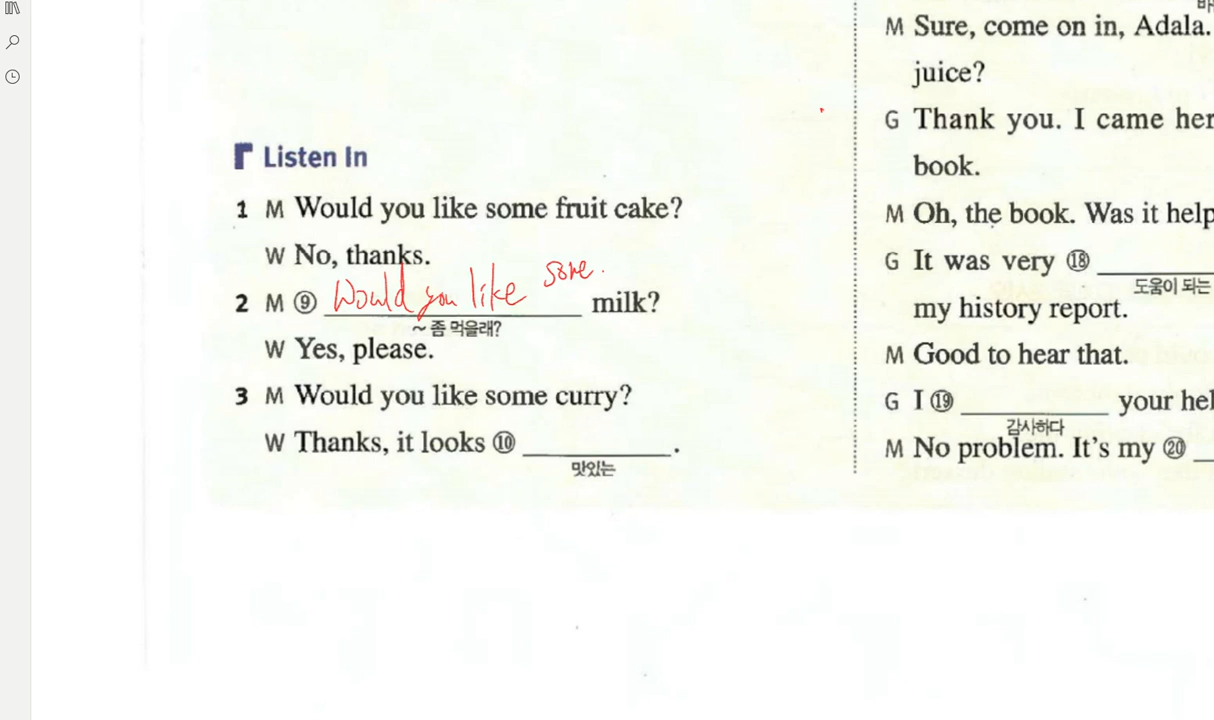 Listen In
1 M Would you like some fruit cake?
W No, thanks.
2 M ⑨ Would you like some milk?
~ 좀 먹을래?
W Yes, please.
3 M Would you like some curry?
W Thanks, it looks ⑩ __________.
맛있는
M Sure, come on in, Adala.
juice?
G Thank you. I came her
book.
M Oh, the book. Was it help
G It was very ⑱ __________
도움이 되는
my history report.
M Good to hear that.
G I ⑲ __________ your hel
감사하다
M No problem. It's my ⑳ __